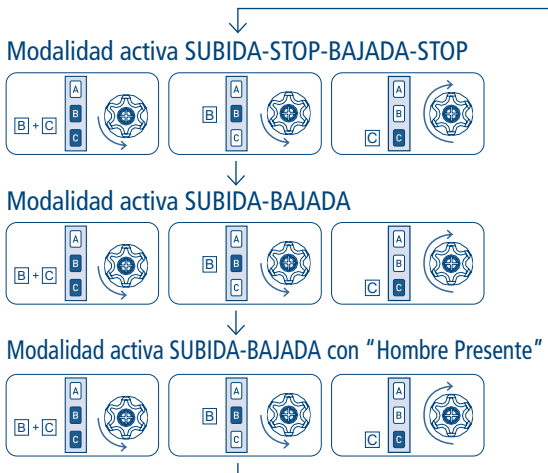 Modalidad activa SUBIDA-STOP-BAJADA-STOP
B + C A B C
B A B C
C A B C
Modalidad activa SUBIDA-BAJADA
B + C A B C
B A B C
C A B C
Modalidad activa SUBIDA-BAJADA con “Hombre Presente”
B + C A B C
B A B C
C A B C